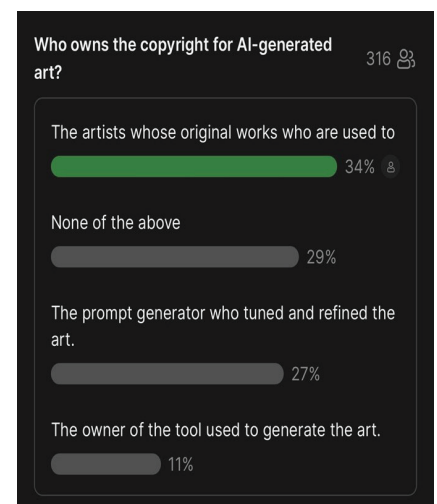 Who owns the copyright for AI-generated
art?
316
The artists whose original works who are used to
34%
None of the above
29%
The prompt generator who tuned and refined the
art.
27%
The owner of the tool used to generate the art.
11%